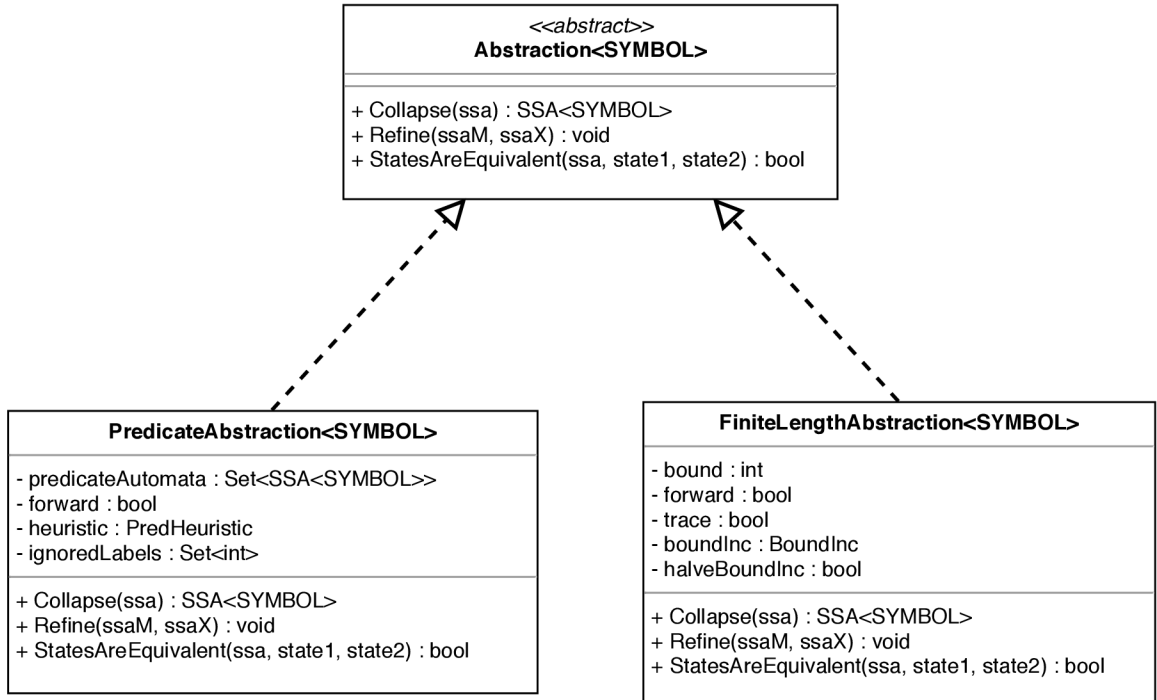 <<abstract>>
Abstraction<SYMBOL>
+ Collapse(ssa) : SSA<SYMBOL>
+ Refine(ssaM, ssaX) : void
+ StatesAreEquivalent(ssa, state1, state2) : bool
PredicateAbstraction<SYMBOL>
- predicateAutomata : Set<SSA<SYMBOL>>
- forward : bool
- heuristic : PredHeuristic
- ignoredLabels : Set<int>
+ Collapse(ssa) : SSA<SYMBOL>
+ Refine(ssaM, ssaX) : void
+ StatesAreEquivalent(ssa, state1, state2) : bool
FiniteLengthAbstraction<SYMBOL>
- bound : int
- forward : bool
- trace : bool
- boundInc : BoundInc
- halveBoundInc : bool
+ Collapse(ssa) : SSA<SYMBOL>
+ Refine(ssaM, ssaX) : void
+ StatesAreEquivalent(ssa, state1, state2) : bool